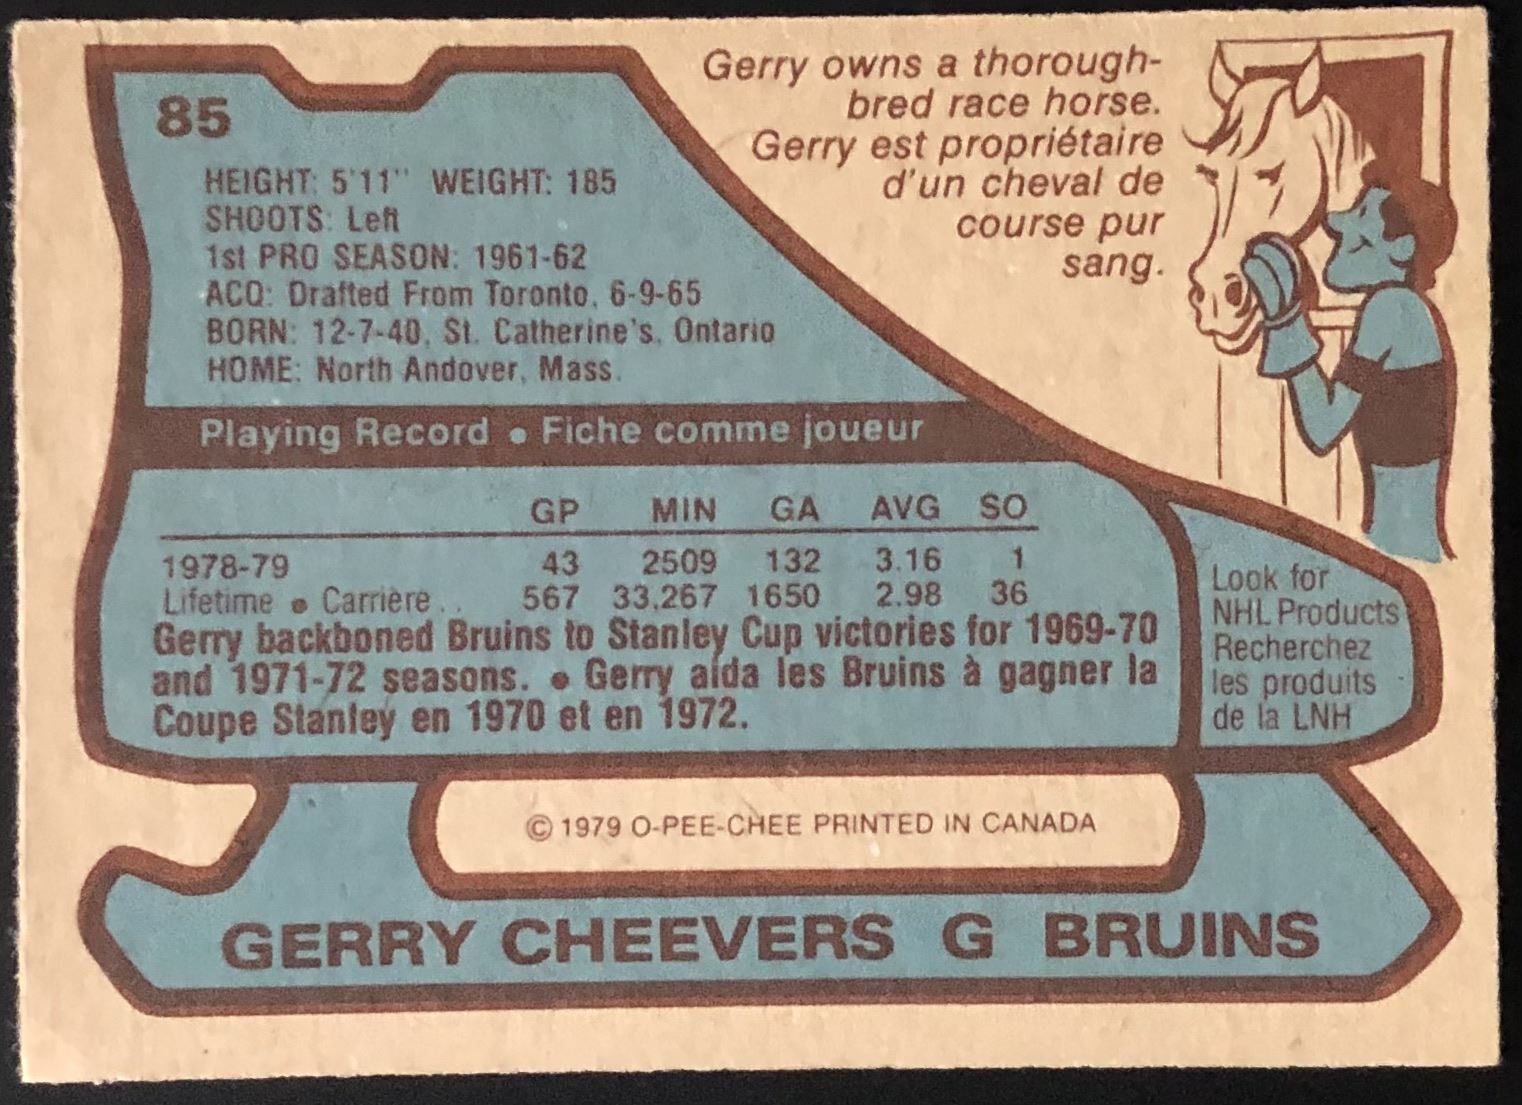 85
Gerry owns a thorough-
bred race horse.
Gerry est propriétaire
d'un cheval de
course pur
sang.
HEIGHT: 5'11" WEIGHT: 185
SHOOTS: Left
1st PRO SEASON: 1961-62
ACQ: Drafted From Toronto, 6-9-65
BORN: 12-7-40, St. Catherine's, Ontario
HOME: North Andover, Mass.
Playing Record • Fiche comme joueur
GP MIN GA AVG SO
1978-79 43 2509 132 3.16 1
Lifetime • Carrière . . 567 33,267 1650 2.98 36
Gerry backboned Bruins to Stanley Cup victories for 1969-70
and 1971-72 seasons. • Gerry aida les Bruins à gagner la
Coupe Stanley en 1970 et en 1972.
Look for
NHL Products
Recherchez
les produits
de la LNH
© 1979 O-PEE-CHEE PRINTED IN CANADA
GERRY CHEEVERS G BRUINS